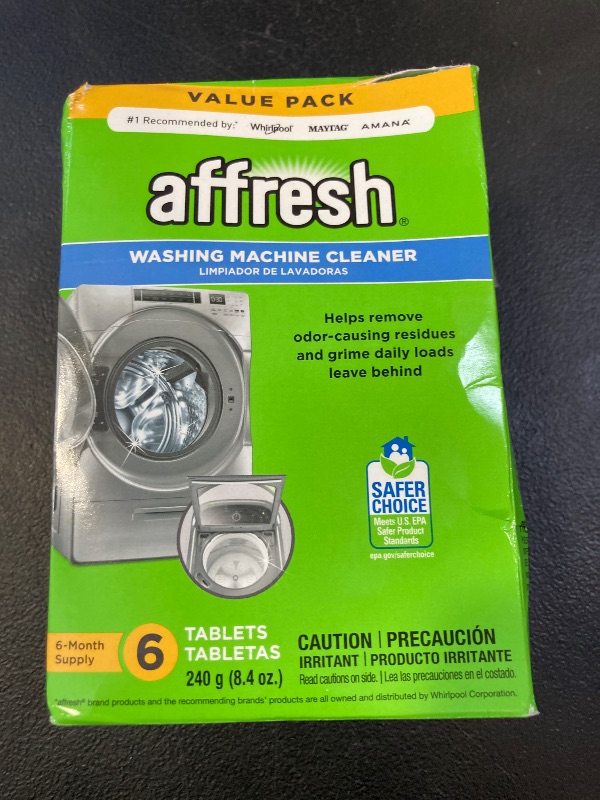 VALUE PACK
#1 Recommended by:* Whirlpool MAYTAG® AMANA®
affresh®
WASHING MACHINE CLEANER
LIMPIADOR DE LAVADORAS
Helps remove
odor-causing residues
and grime daily loads
leave behind
SAFER
CHOICE
Meets U.S. EPA
Safer Product
Standards
epa.gov/saferchoice
6-Month
Supply
6
TABLETS
TABLETAS
240 g (8.4 oz.)
CAUTION | PRECAUCIÓN
IRRITANT | PRODUCTO IRRITANTE
Read cautions on side. | Lea las precauciones en el costado.
*affresh® brand products and the recommending brands' products are all owned and distributed by Whirlpool Corporation.